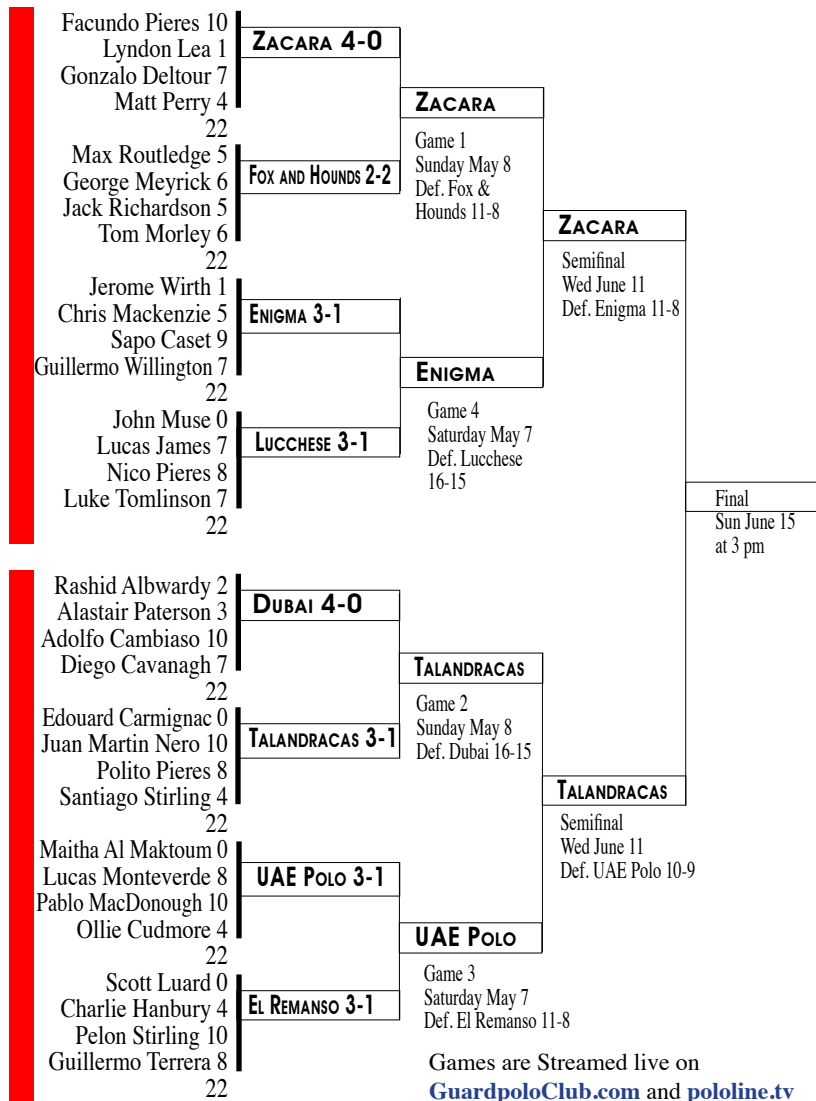 Facundo Pieres 10
Lyndon Lea 1
Gonzalo Deltour 7
Matt Perry 4
22
ZACARA 4-0
Max Routledge 5
George Meyrick 6
Jack Richardson 5
Tom Morley 6
22
FOX AND HOUNDS 2-2
ZACARA
Game 1
Sunday May 8
Def. Fox &
Hounds 11-8
Jerome Wirth 1
Chris Mackenzie 5
Sapo Caset 9
Guillermo Willington 7
22
ENIGMA 3-1
John Muse 0
Lucas James 7
Nico Pieres 8
Luke Tomlinson 7
22
LUCCHESE 3-1
ENIGMA
Game 4
Saturday May 7
Def. Lucchese
16-15
ZACARA
Semifinal
Wed June 11
Def. Enigma 11-8
Final
Sun June 15
at 3 pm
Rashid Albwardy 2
Alastair Paterson 3
Adolfo Cambiaso 10
Diego Cavanagh 7
22
DUBAI 4-0
Edouard Carmignac 0
Juan Martin Nero 10
Polito Pieres 8
Santiago Stirling 4
22
TALANDRACAS 3-1
TALANDRACAS
Game 2
Sunday May 8
Def. Dubai 16-15
Maitha Al Maktoum 0
Lucas Monteverde 8
Pablo MacDonough 10
Ollie Cudmore 4
22
UAE POLO 3-1
Scott Luard 0
Charlie Hanbury 4
Pelon Stirling 10
Guillermo Terrera 8
22
EL REMANSO 3-1
UAE POLO
Game 3
Saturday May 7
Def. El Remanso 11-8
TALANDRACAS
Semifinal
Wed June 11
Def. UAE Polo 10-9
Games are Streamed live on
GuardpoloClub.com and pololine.tv